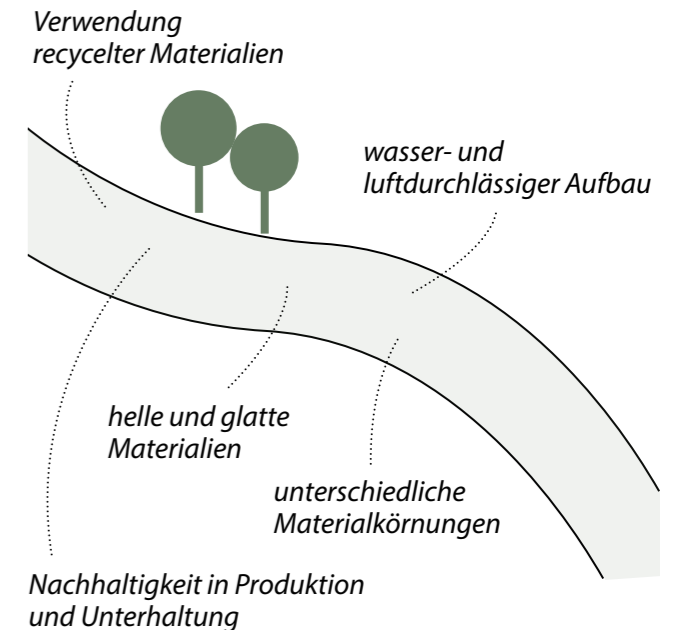 Verwendung
recycelter Materialien
wasser- und
luftdurchlässiger Aufbau
helle und glatte
Materialien
unterschiedliche
Materialkörnungen
Nachhaltigkeit in Produktion
und Unterhaltung